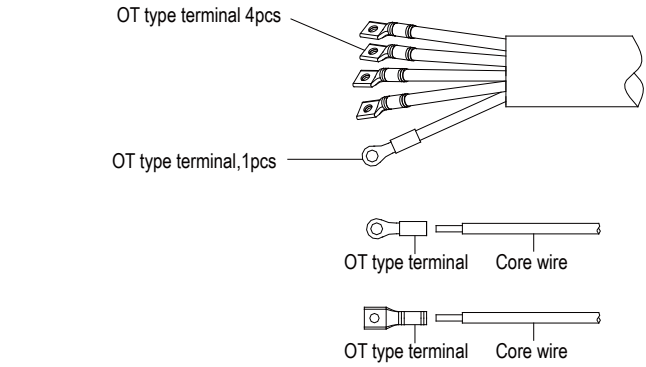 OT type terminal 4pcs
OT type terminal,1pcs
OT type terminal
Core wire
OT type terminal
Core wire